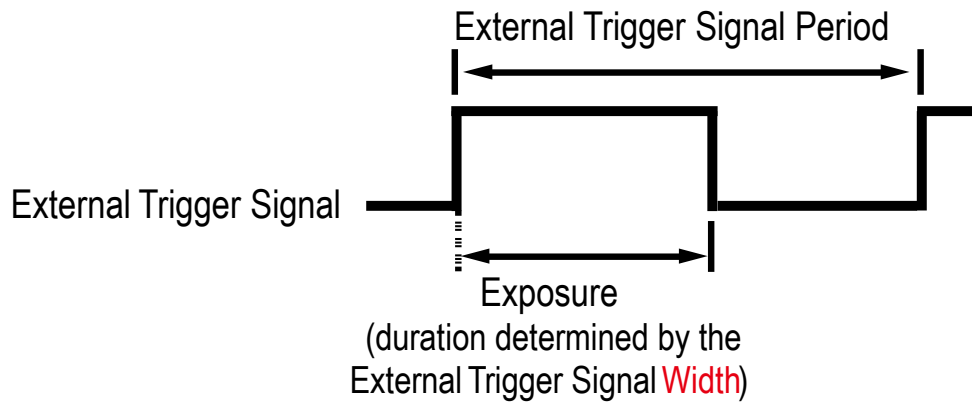 External Trigger Signal Period
External Trigger Signal
Exposure
(duration determined by the
External Trigger Signal Width)